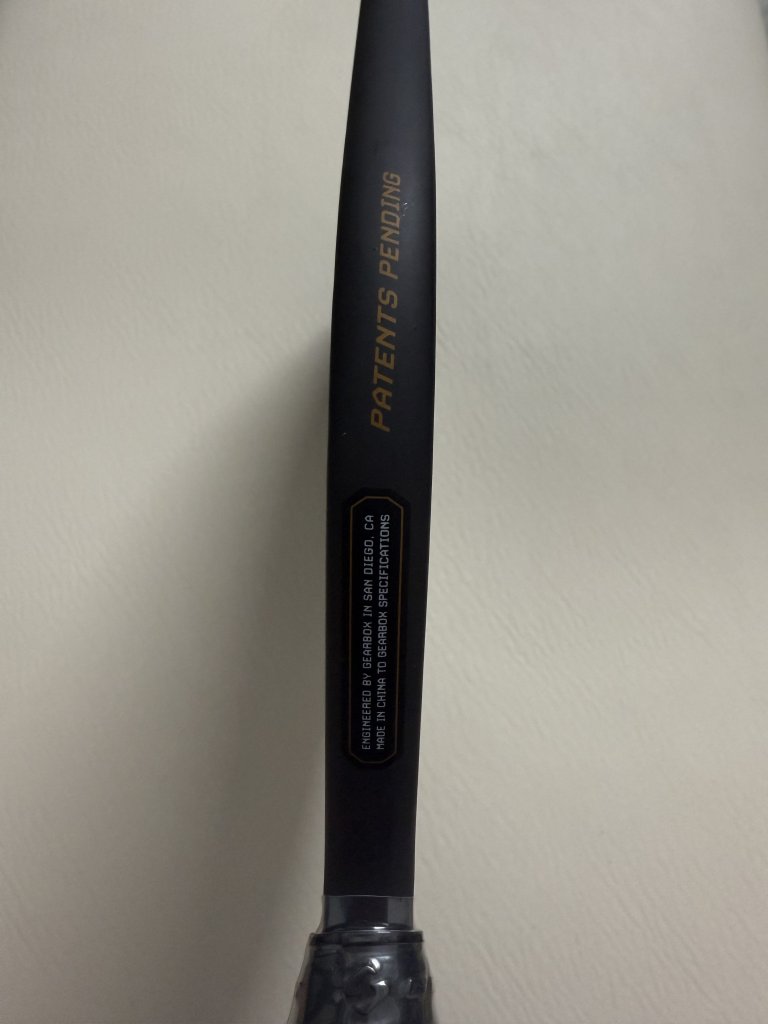 PATENTS PENDING
ENGINEERED BY GEARBOX IN SAN DIEGO, CA
MADE IN CHINA TO GEARBOX SPECIFICATIONS